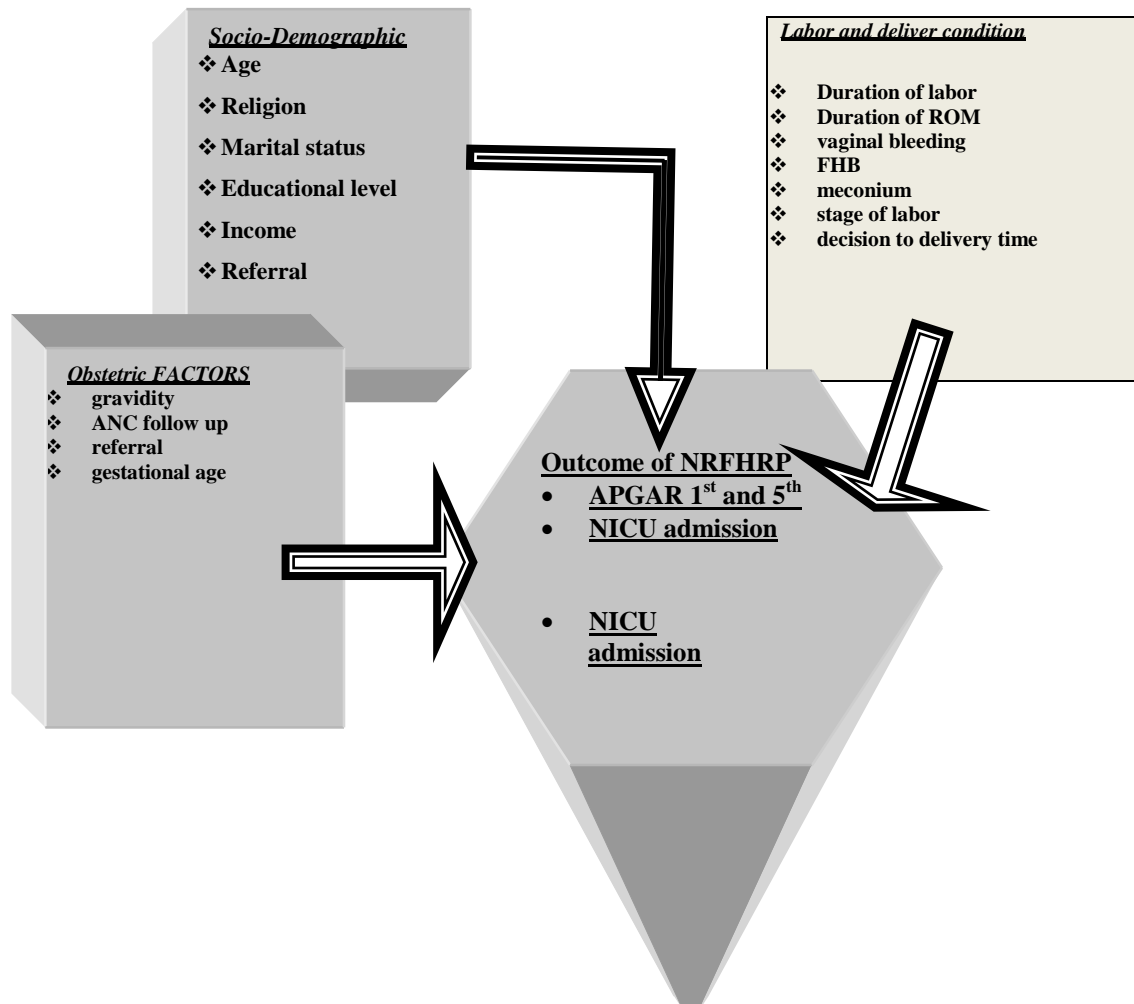 Socio-Demographic
❖ Age
❖ Religion
❖ Marital status
❖ Educational level
❖ Income
❖ Referral
Labor and deliver condition
❖ Duration of labor
❖ Duration of ROM
❖ vaginal bleeding
❖ FHB
❖ meconium
❖ stage of labor
❖ decision to delivery time
Obstetric FACTORS
❖ gravidity
❖ ANC follow up
❖ referral
❖ gestational age
Outcome of NRFHRP
• APGAR 1st and 5th
• NICU admission
• NICU
admission